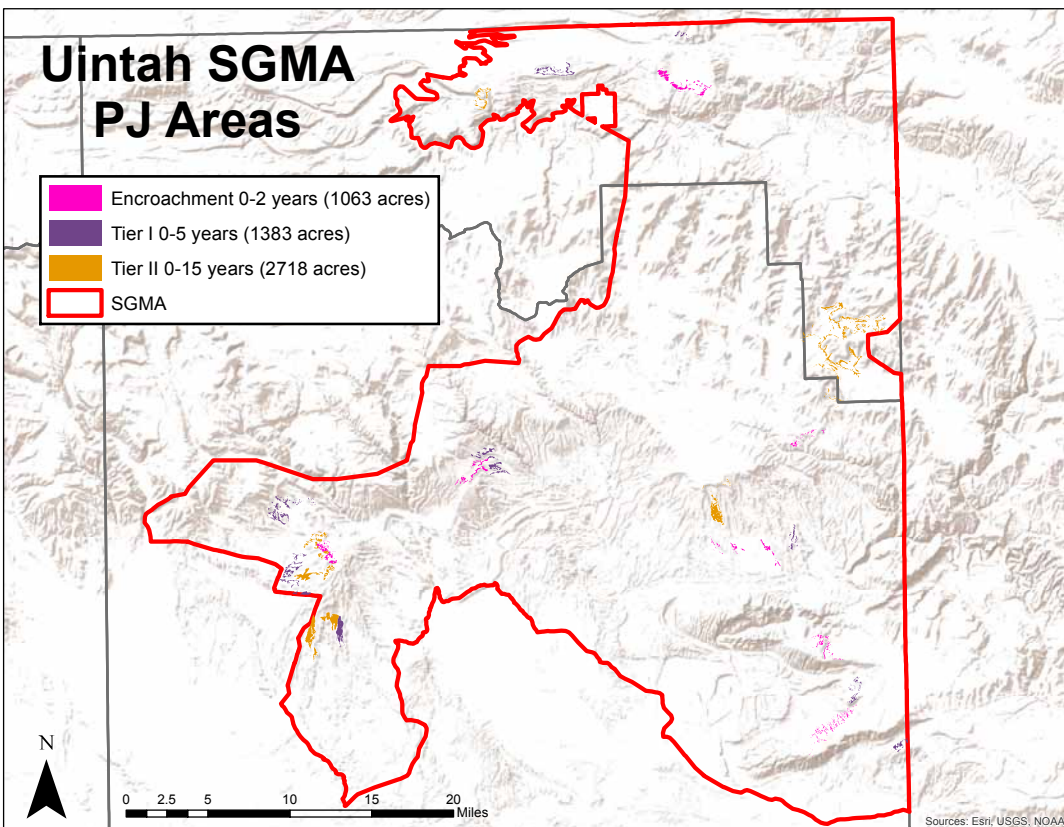 Uintah SGMA
PJ Areas
Encroachment 0-2 years (1063 acres)
Tier I 0-5 years (1383 acres)
Tier II 0-15 years (2718 acres)
SGMA
N
0 2.5 5 10 15 20
Miles
Sources: Esri, USGS, NOAA